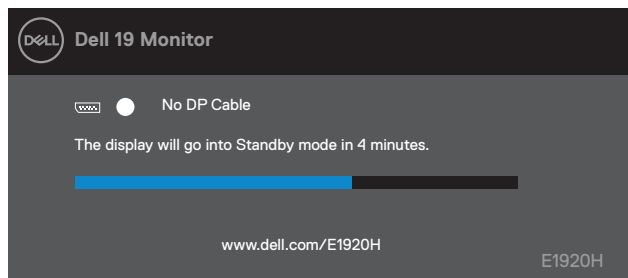 DELL Dell 19 Monitor
No DP Cable
The display will go into Standby mode in 4 minutes.
www.dell.com/E1920H
E1920H